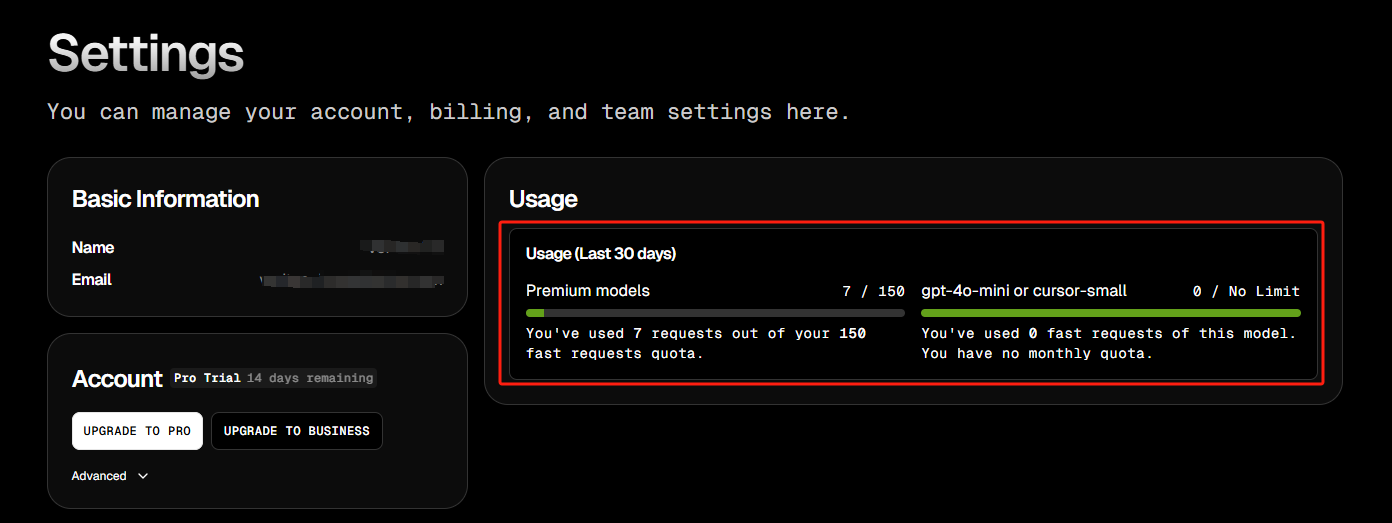 Settings
You can manage your account, billing, and team settings here.
Basic Information
Name
Email
Account Pro Trial 14 days remaining
UPGRADE TO PRO UPGRADE TO BUSINESS
Advanced
Usage
Usage (Last 30 days)
Premium models 7 / 150
You've used 7 requests out of your 150
fast requests quota.
gpt-4o-mini or cursor-small 0 / No Limit
You've used 0 fast requests of this model.
You have no monthly quota.